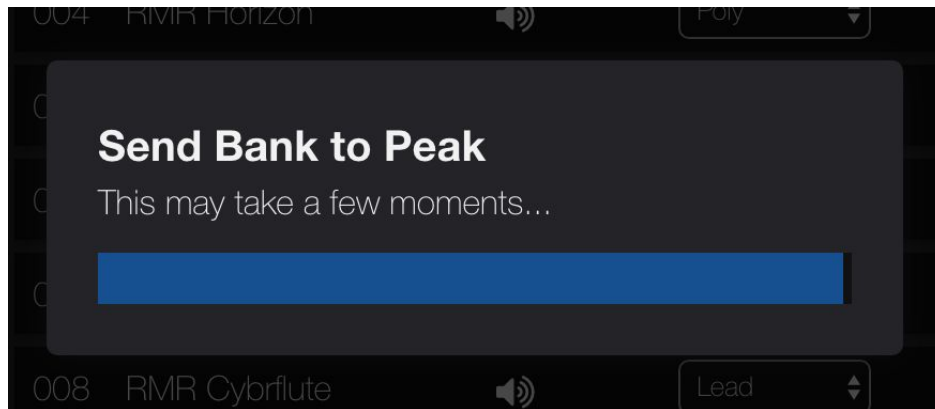 004 RMR Horizon Poly
Send Bank to Peak
This may take a few moments...
008 RMR Cybrflute Lead